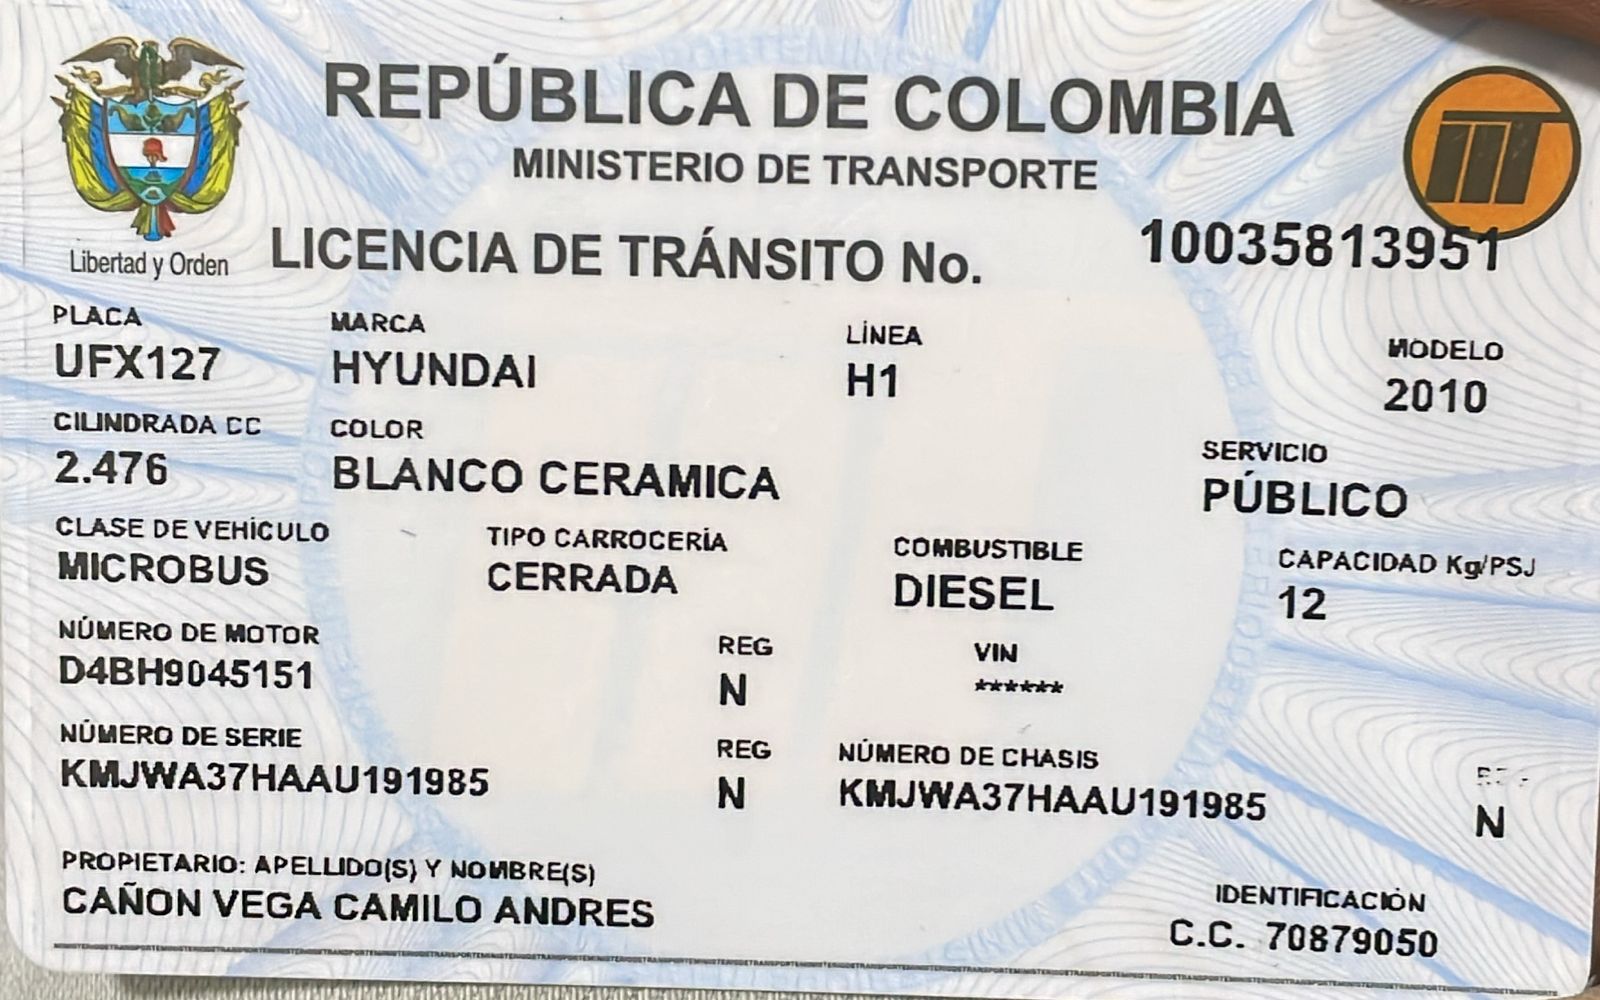 REPÚBLICA DE COLOMBIA
MINISTERIO DE TRANSPORTE
Libertad y Orden
LICENCIA DE TRÁNSITO No. 10035813951
PLACA MARCA LÍNEA MODELO
UFX127 HYUNDAI H1 2010
CILINDRADA CC COLOR SERVICIO
2.476 BLANCO CERAMICA PÚBLICO
CLASE DE VEHÍCULO TIPO CARROCERÍA COMBUSTIBLE CAPACIDAD Kg/PSJ
MICROBUS CERRADA DIESEL 12
NÚMERO DE MOTOR REG VIN
D4BH9045151 N ******
NÚMERO DE SERIE REG NÚMERO DE CHASIS
KMJWA37HAAU191985 N KMJWA37HAAU191985 N
PROPIETARIO: APELLIDO(S) Y NOMBRE(S) IDENTIFICACIÓN
CAÑON VEGA CAMILO ANDRES C.C. 70879050